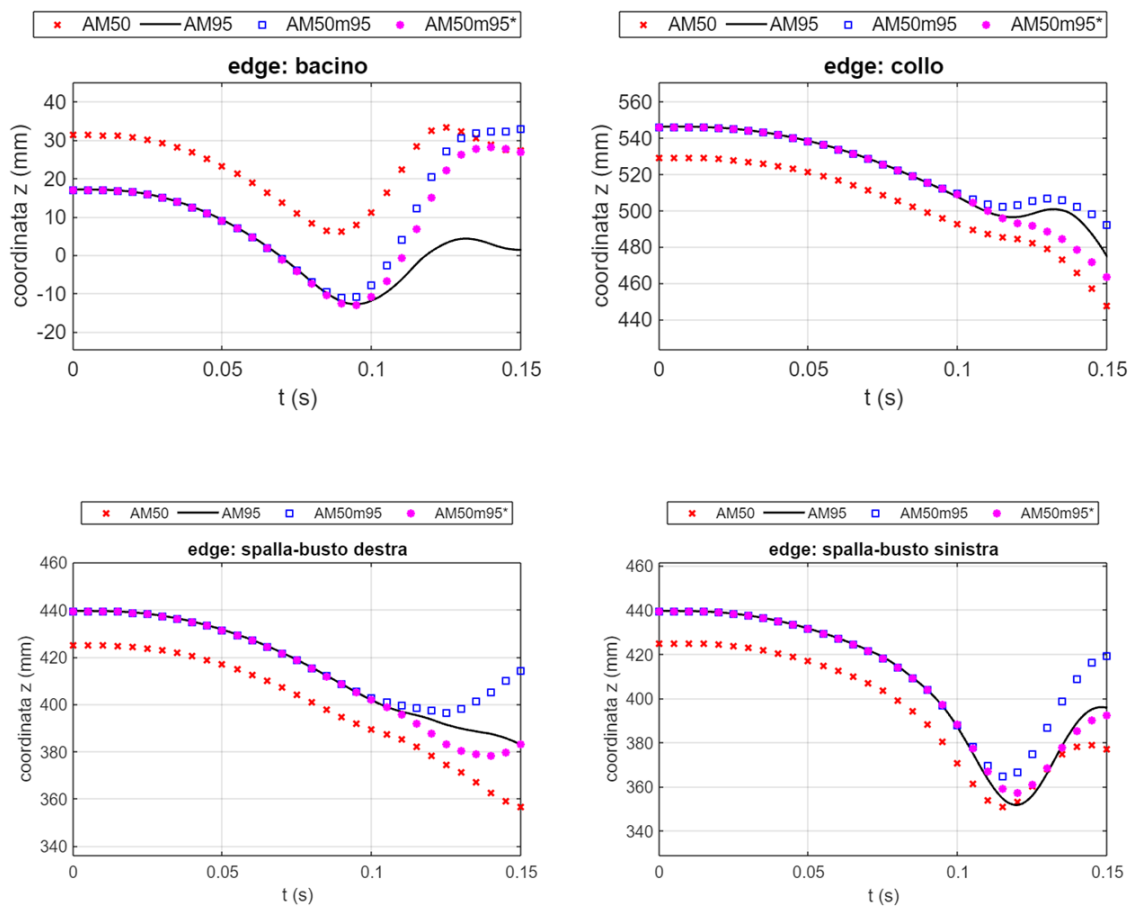 AM50 AM95 AM50m95 AM50m95*
edge: bacino
coordinata z (mm)
40
30
20
10
0
-10
-20
0 0.05 0.1 0.15
t (s)
AM50 AM95 AM50m95 AM50m95*
edge: collo
coordinata z (mm)
560
540
520
500
480
460
440
0 0.05 0.1 0.15
t (s)
AM50 AM95 AM50m95 AM50m95*
edge: spalla-busto destra
coordinata z (mm)
460
440
420
400
380
360
340
0 0.05 0.1 0.15
t (s)
AM50 AM95 AM50m95 AM50m95*
edge: spalla-busto sinistra
coordinata z (mm)
460
440
420
400
380
360
340
0 0.05 0.1 0.15
t (s)